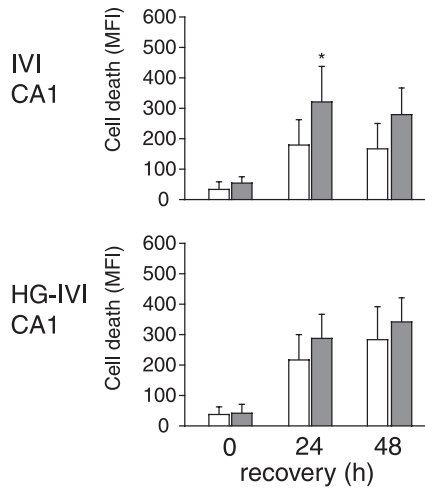 IVI
CA1
Cell death (MFI)
600
500
400
300
200
100
0
*
HG-IVI
CA1
Cell death (MFI)
600
500
400
300
200
100
0
0 24 48
recovery (h)